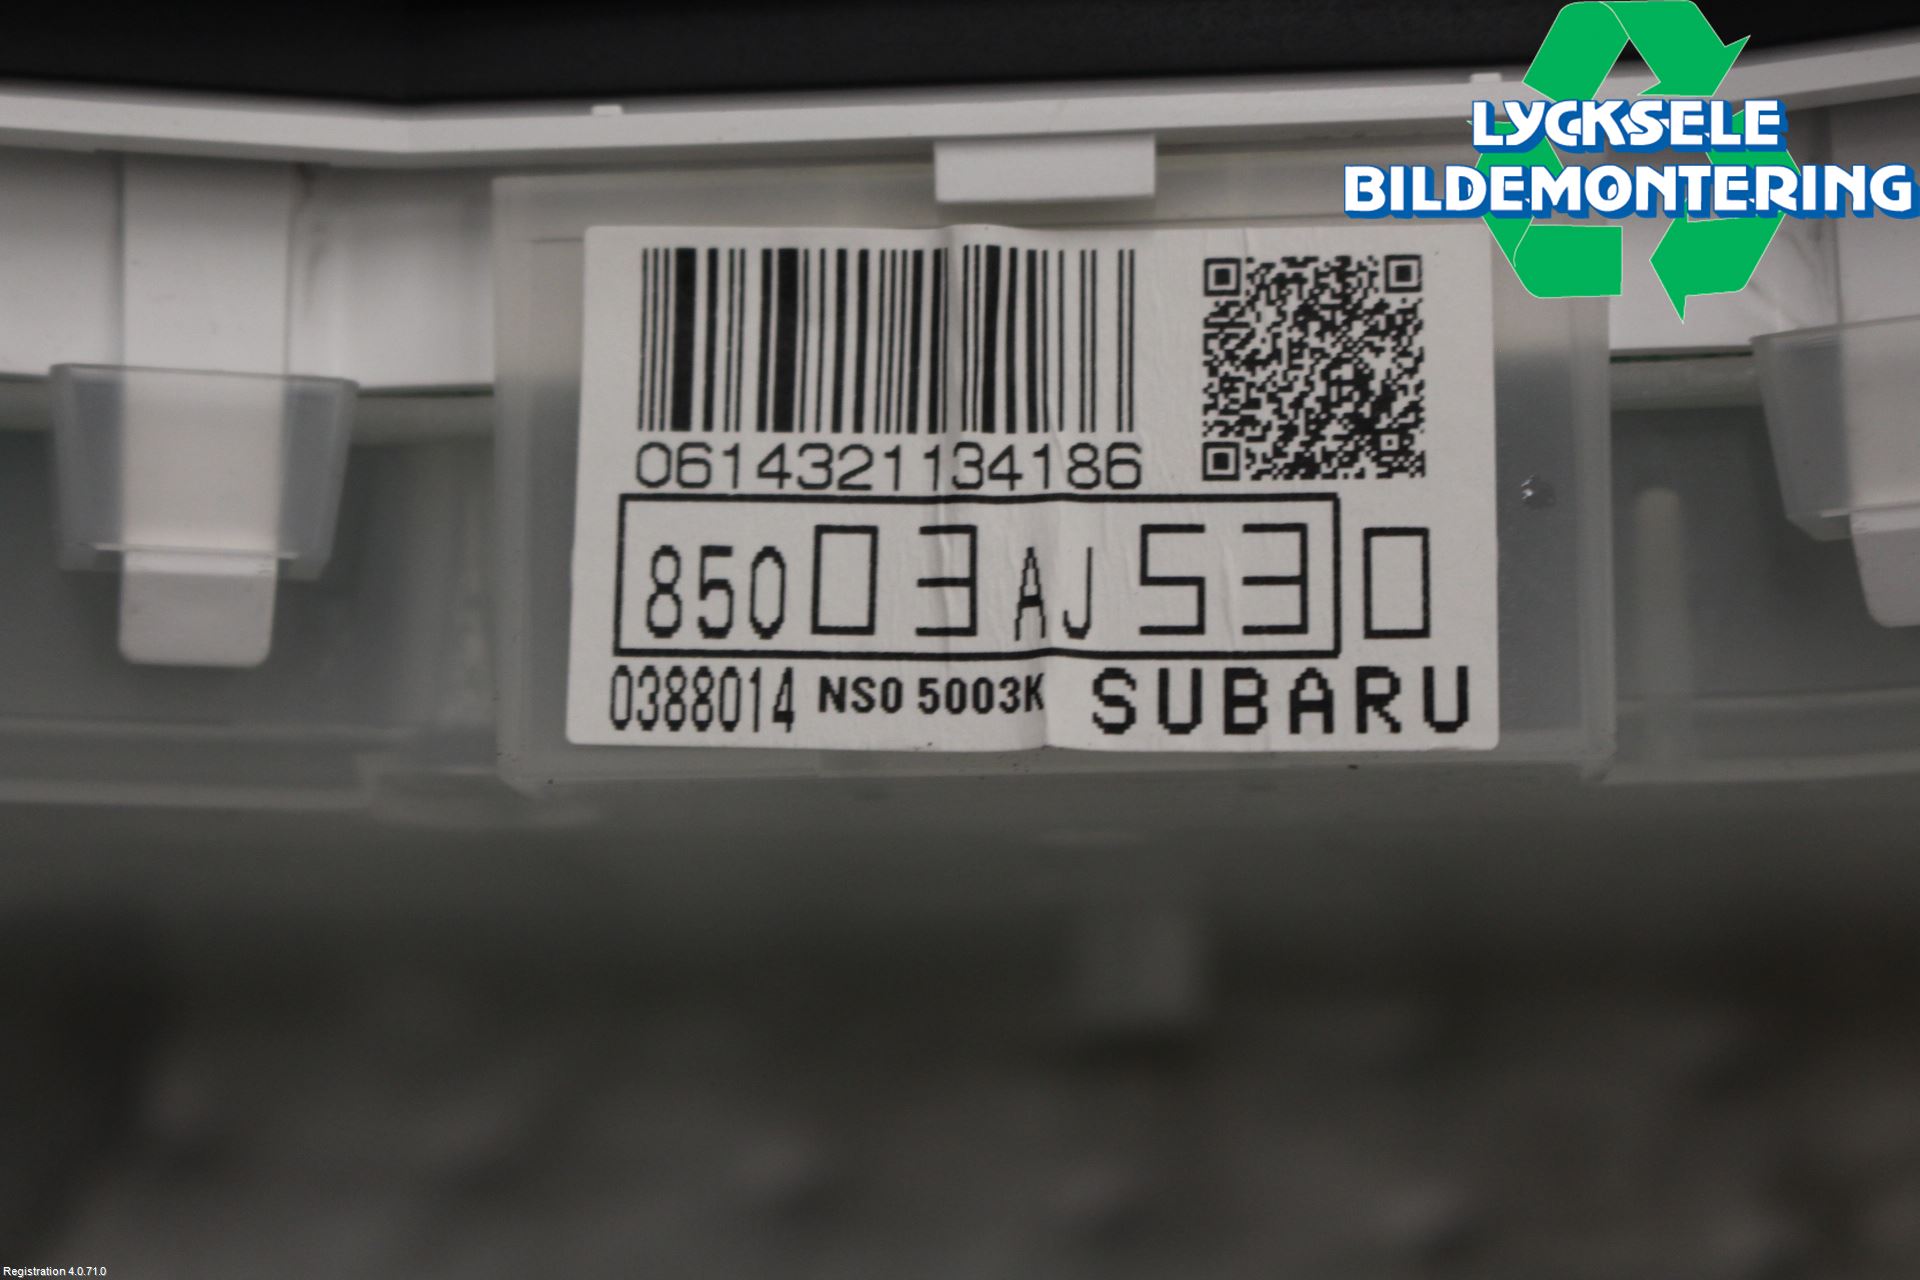 LYCKSELE
BILDEMONTERING
0614321134186
85003AJ530
0388014 NS0 5003K SUBARU
Registration 4.0.71.0